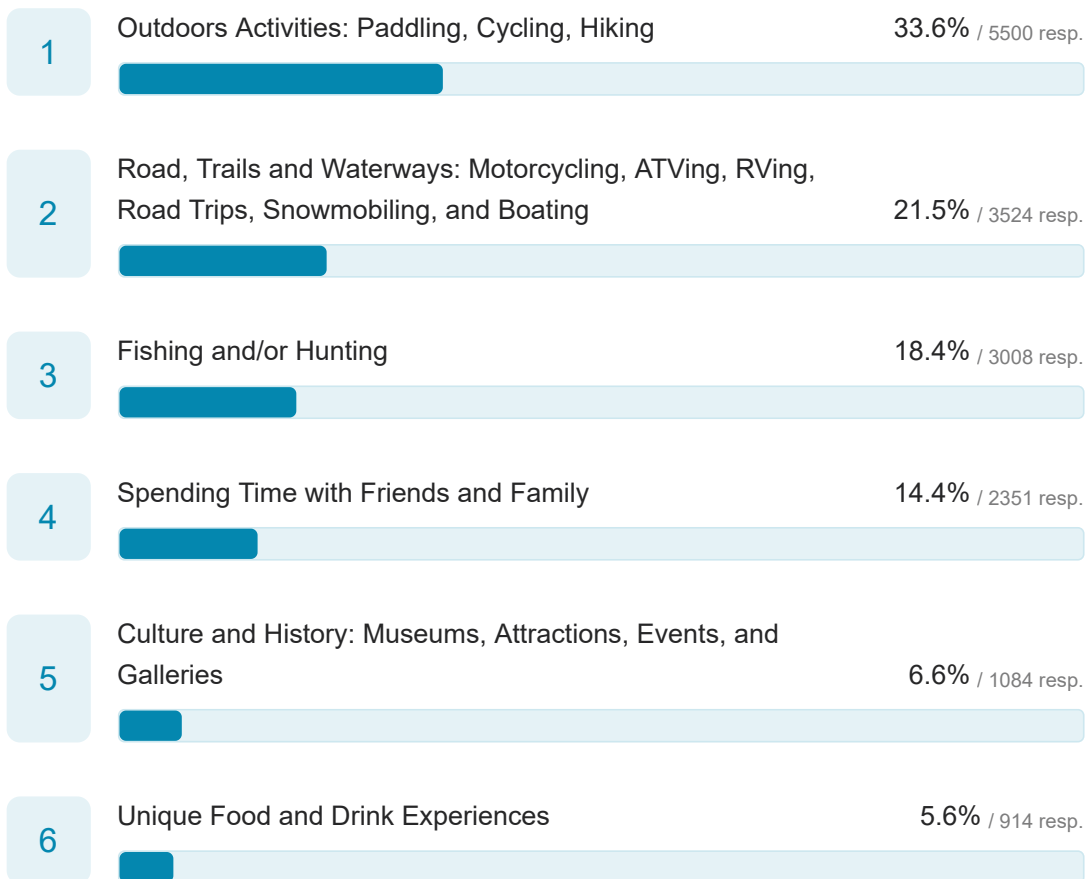 1
Outdoors Activities: Paddling, Cycling, Hiking
33.6% / 5500 resp.
2
Road, Trails and Waterways: Motorcycling, ATVing, RVing,
Road Trips, Snowmobiling, and Boating
21.5% / 3524 resp.
3
Fishing and/or Hunting
18.4% / 3008 resp.
4
Spending Time with Friends and Family
14.4% / 2351 resp.
5
Culture and History: Museums, Attractions, Events, and
Galleries
6.6% / 1084 resp.
6
Unique Food and Drink Experiences
5.6% / 914 resp.